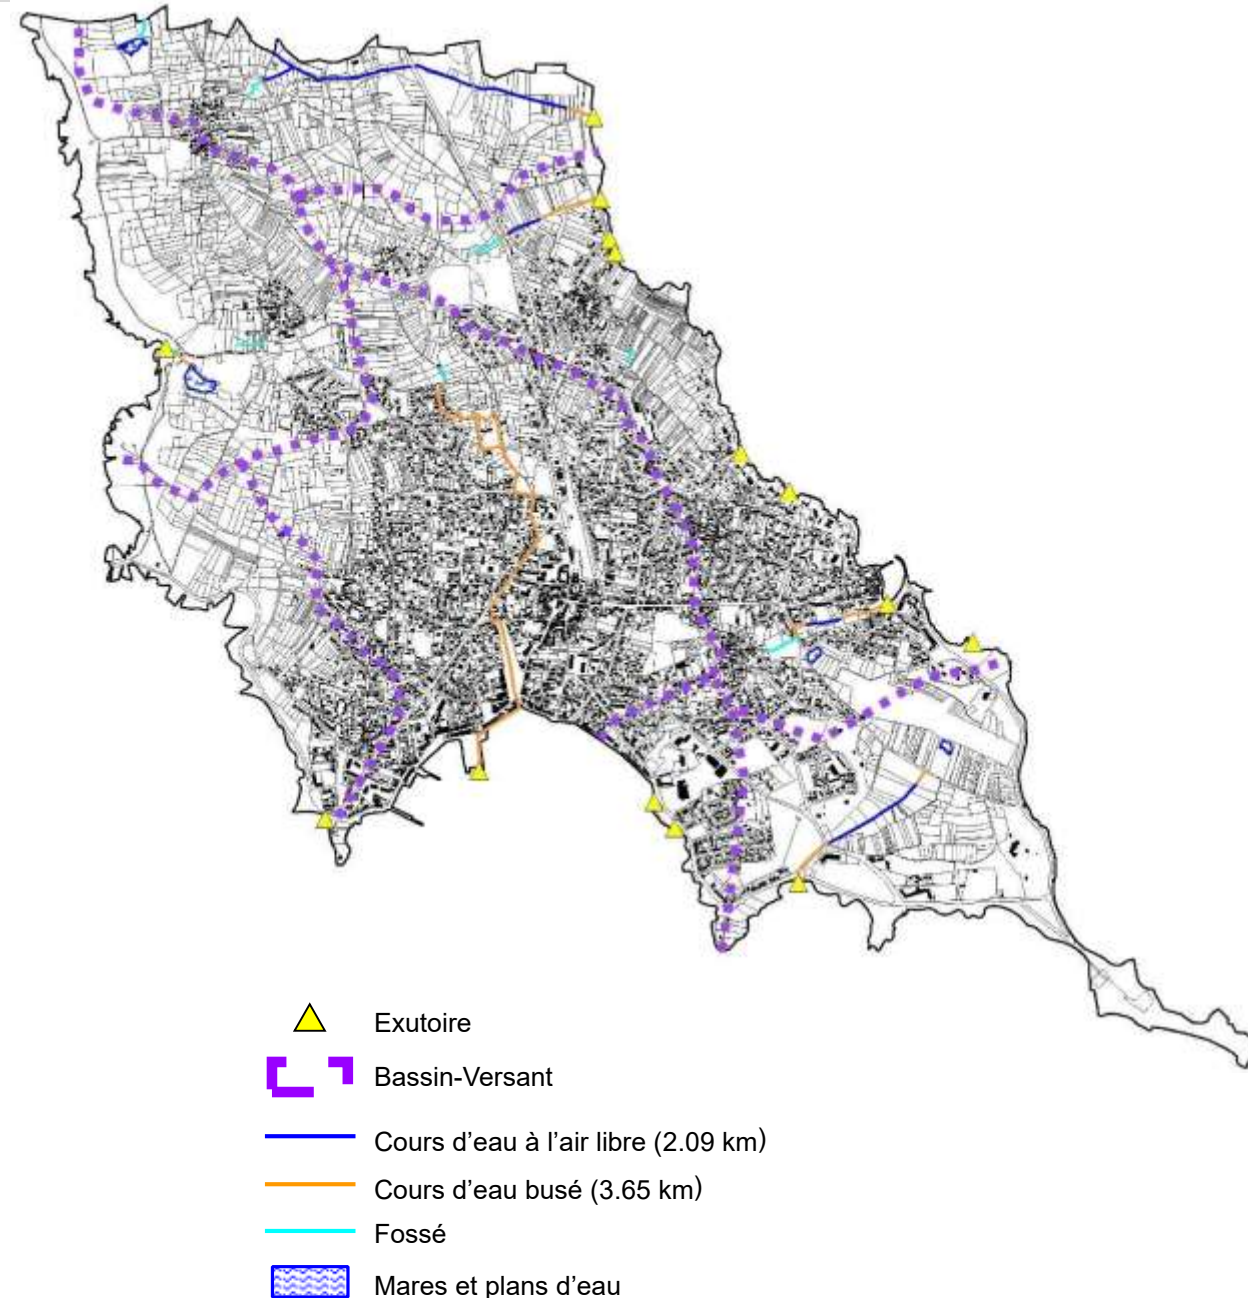 Exutoire
Bassin-Versant
Cours d’eau à l’air libre (2.09 km)
Cours d’eau busé (3.65 km)
Fossé
Mares et plans d’eau